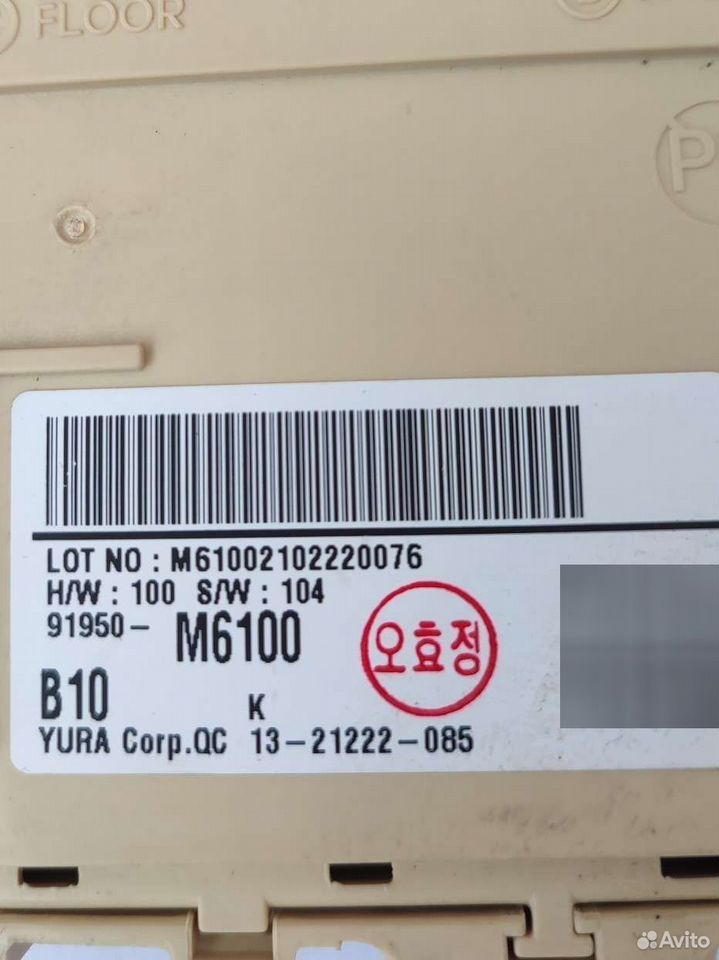 FLOOR
LOT NO : M61002102220076
H/W : 100 S/W : 104
91950- M6100
오효정
B10 K
YURA Corp.QC 13-21222-085
Avito